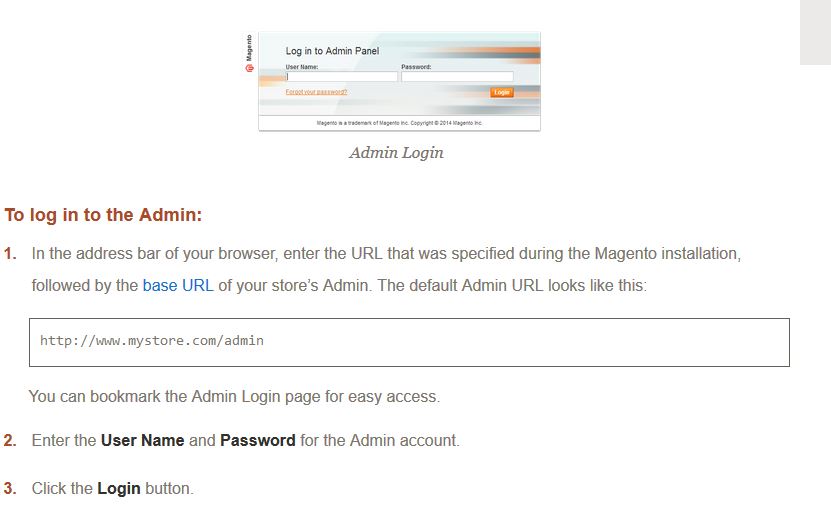 Magento
Log in to Admin Panel
User Name: Password:
Forgot your password?
Login
Magento is a trademark of Magento Inc. Copyright © 2014 Magento Inc.
Admin Login
To log in to the Admin:
1. In the address bar of your browser, enter the URL that was specified during the Magento installation,
followed by the base URL of your store’s Admin. The default Admin URL looks like this:
http://www.mystore.com/admin
You can bookmark the Admin Login page for easy access.
2. Enter the User Name and Password for the Admin account.
3. Click the Login button.